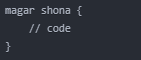 magar shona {
    // code
}